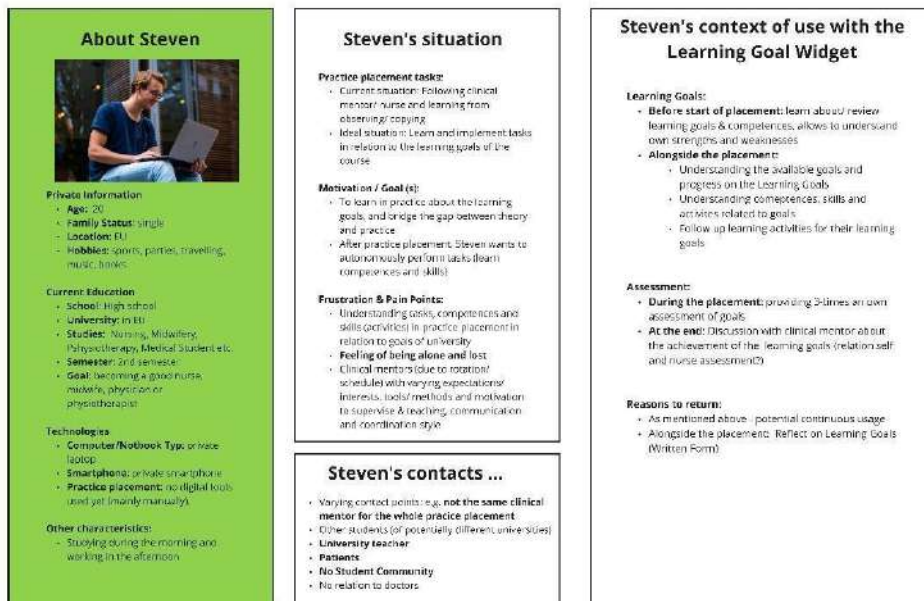 About Steven
Private Information
• Age: 20
• Family Status: single
• Location: EU
• Hobbies: sports, parties, travelling,
music, books
Current Education
• School: High school
• University: in EU
• Studies: Nursing, Midwifery,
Pshysiotherapy, Medical Student etc.
• Semester: 2nd semester
• Goal: becoming a good nurse,
midwife, physician or
physiotherapist
Technologies
• Computer/Notbook Typ: private
laptop
• Smartphone: private smartphone
• Practice placement: no digital tools
used yet (mainly manually)
Other characteristics:
• Studying during the morning and
working in the afternoon
Steven's situation
Practice placement tasks:
• Current situation: Following clinical
mentor/ nurse and learning from
observing/ copying
• Ideal situation: Learn and implement tasks
in relation to the learning goals of the
course
Motivation / Goal (s):
• To learn in practice about the learning
goals, and bridge the gap between theory
and practice
• After practice placement, Steven wants to
autonomously perform tasks (learn
competences and skills)
Frustration & Pain Points:
• Understanding tasks, competences and
skills (activities) in practice placement in
relation to goals of university
• Feeling of being alone and lost
• Clinical mentors (due to rotation/
schedule) with varying expectations/
interests, tools/ methods and motivation
to supervise & teaching, communication
and coordination style
Steven's contacts ...
• Varying contact points: e.g. not the same clinical
mentor for the whole pracice placement
• Other students (of potentially different universities)
• University teacher
• Patients
• No Student Community
• No relation to doctors
Steven's context of use with the
Learning Goal Widget
Learning Goals:
• Before start of placement: learn about/ review
learning goals & competences, allows to understand
own strengths and weaknesses
• Alongside the placement:
• Understanding the available goals and
progress on the Learning Goals
• Understanding competences, skills and
activites related to goals
• Follow up learning activities for their learning
goals
Assessment:
• During the placement: providing 3-times an own
assessment of goals
• At the end: Discussion with clinical mentor about
the achievement of the learning goals (relation self
and nurse assessment?)
Reasons to return:
• As mentioned above - potential continuous usage
• Alongside the placement: Reflect on Learning Goals
(Written Form)